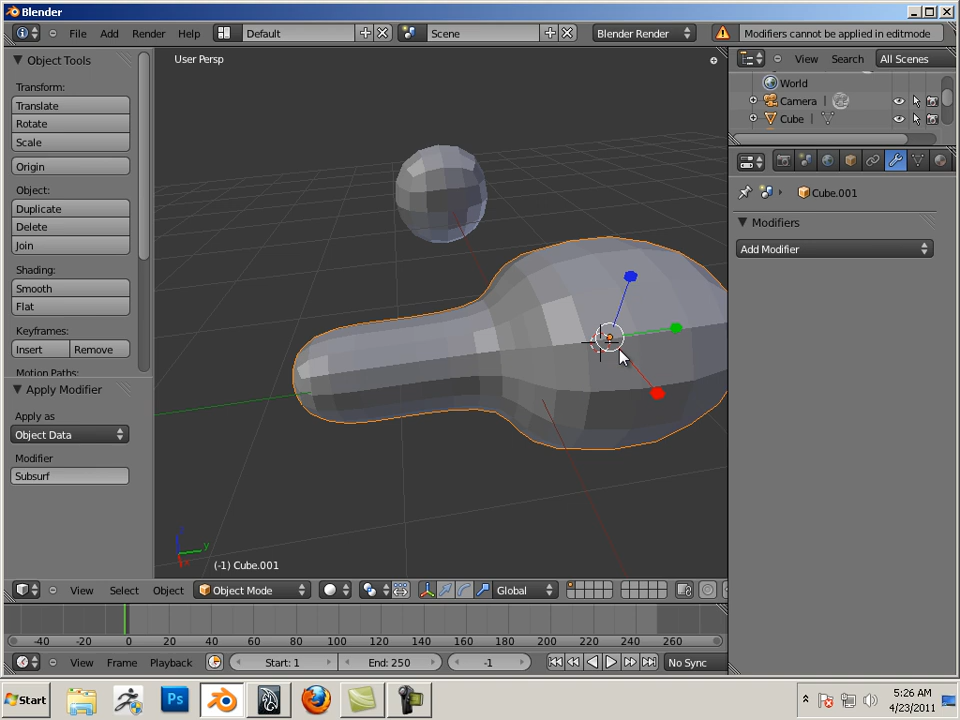 Blender
File Add Render Help Default Scene Blender Render Modifiers cannot be applied in editmode
Object Tools
Transform:
Translate
Rotate
Scale
Origin
Object:
Duplicate
Delete
Join
Shading:
Smooth
Flat
Keyframes:
Insert Remove
Motion Paths:
Apply Modifier
Apply as
Object Data
Modifier
Subsurf
User Persp
(-1) Cube.001
z y x
View Select Object Object Mode Global
View Search All Scenes
World
Camera
Cube
Cube.001
Modifiers
Add Modifier
-40 -20 0 20 40 60 80 100 120 140 160 180 200 220 240 260
View Frame Playback Start: 1 End: 250 -1 No Sync
Start Ps 5:26 AM
4/23/2011